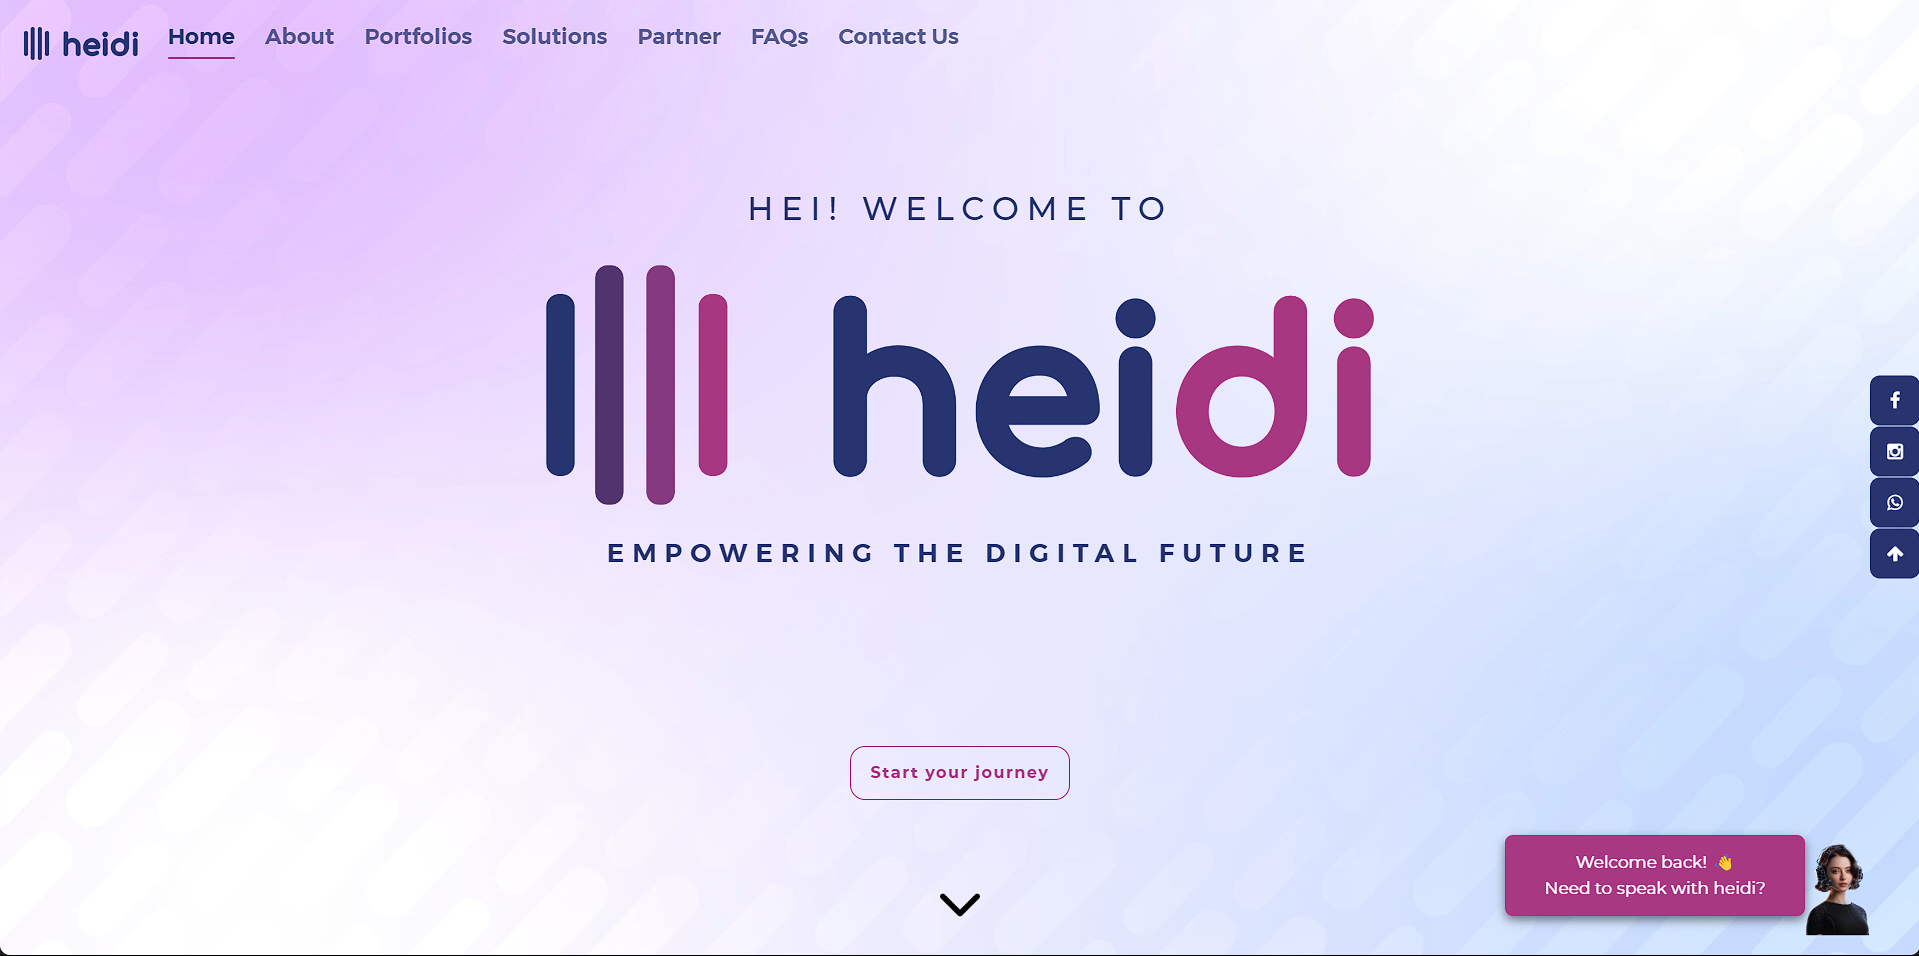 heidi
Home About Portfolios Solutions Partner FAQs Contact Us
HEI! WELCOME TO
heidi
EMPOWERING THE DIGITAL FUTURE
Start your journey
Welcome back! 👋
Need to speak with heidi?